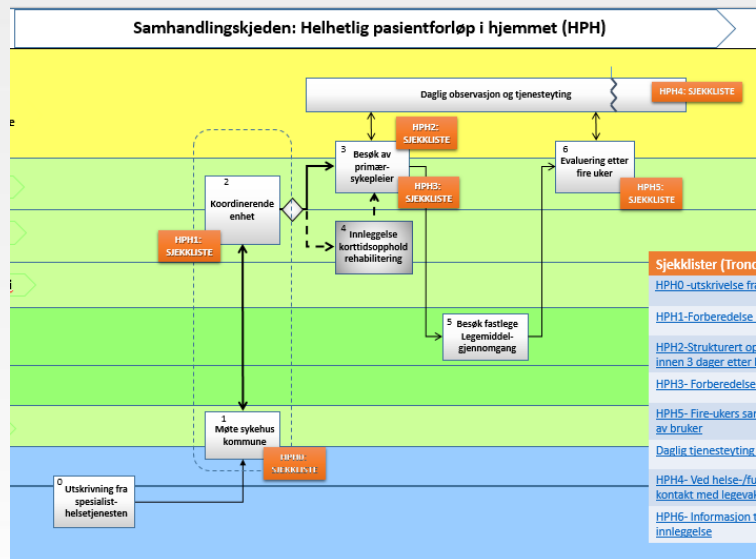 Samhandlingskjeden: Helhetlig pasientforløp i hjemmet (HPH)
Daglig observasjon og tjenesteyting
HPH4: SJEKKLISTE
HPH2:
SJEKKLISTE
3
Besøk av
primær-
sykepleier
6
Evaluering etter
fire uker
HPH3:
SJEKKLISTE
HPH5:
SJEKKLISTE
2
Koordinerende
enhet
HPH1:
SJEKKLISTE
4
Innleggelse
korttidsopphold
rehabilitering
5
Besøk fastlege
Legemiddel-
gjennomgang
1
Møte sykehus
kommune
SJEKKLISTE
0
Utskrivning fra
spesialist-
helsetjenesten
Sjekklister (Trond
HPH0 -utskrivelse fra
HPH1-Forberedelse
HPH2-Strukturert op
innen 3 dager etter
HPH3- Forberedelse
HPH5- Fire-ukers sam
av bruker
Daglig tjenesteyting
HPH4- Ved helse-/fu
kontakt med legevak
HPH6- Informasjon t
innleggelse